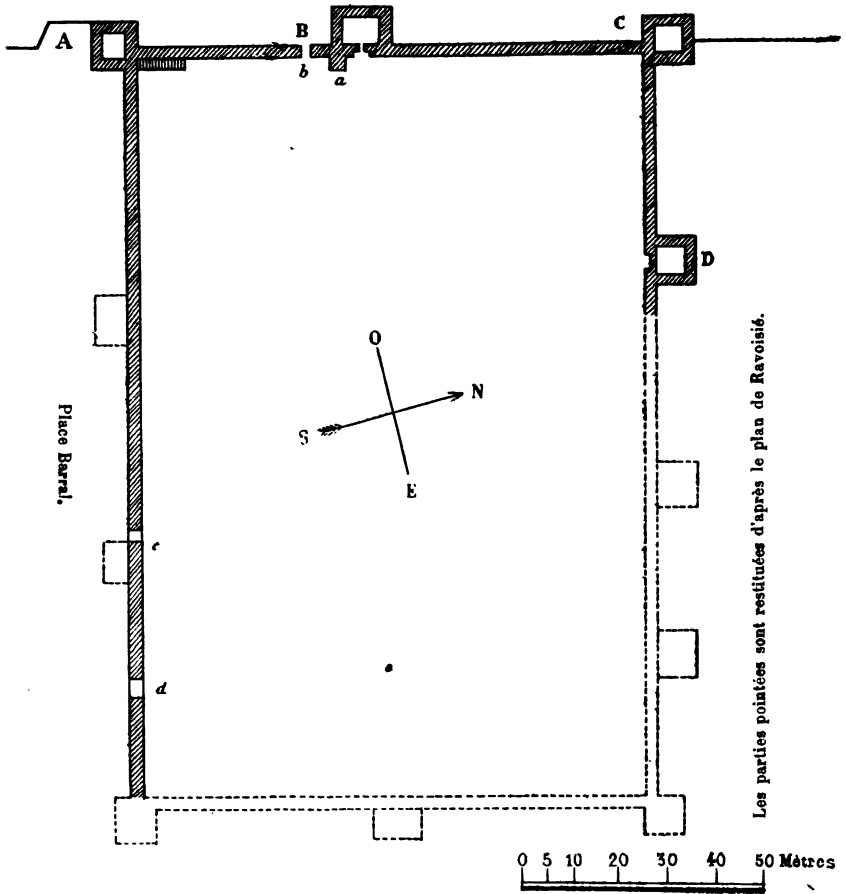 A
B
C
b
a
D
O
N
S
E
Place Barral.
c
d
Les parties pointées sont restituées d'après le plan de Ravoisié.
0 5 10 20 30 40 50 Mètres